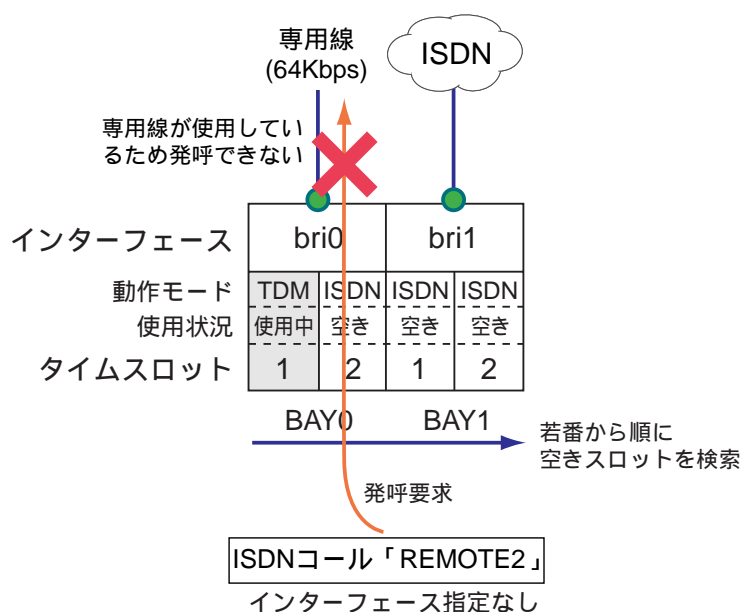 専用線
(64Kbps)
ISDN
専用線が使用してい
るため発呼できない
インターフェース
bri0
bri1
動作モード
TDM
ISDN
ISDN
ISDN
使用状況
使用中
空き
空き
空き
タイムスロット
1
2
1
2
BAY0
BAY1
若番から順に
空きスロットを検索
発呼要求
ISDNコール「REMOTE2」
インターフェース指定なし